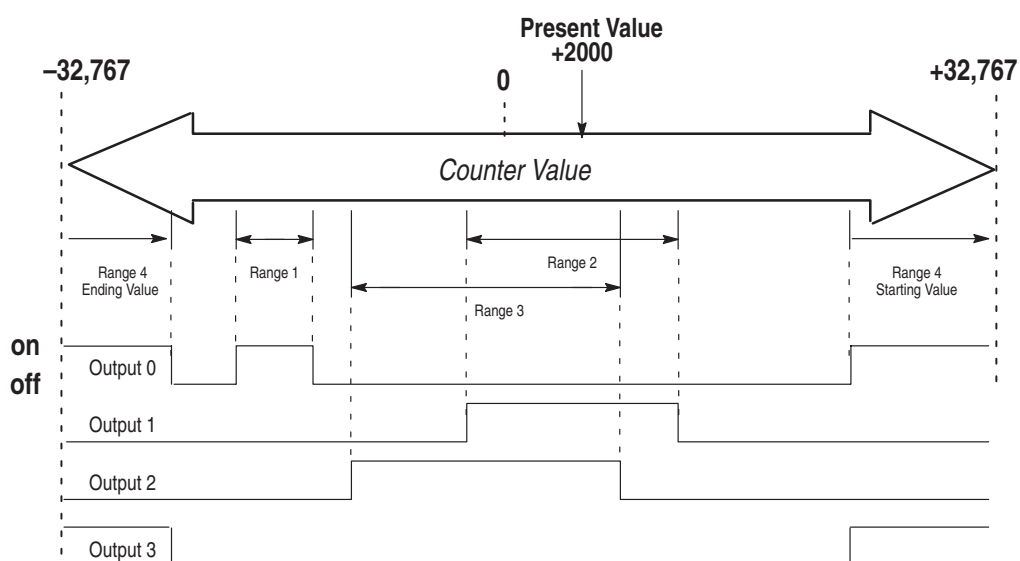 Present Value
+2000
–32,767
0
+32,767
Counter Value
Range 4
Ending Value
Range 1
Range 2
Range 4
Starting Value
Range 3
on
off
Output 0
Output 1
Output 2
Output 3